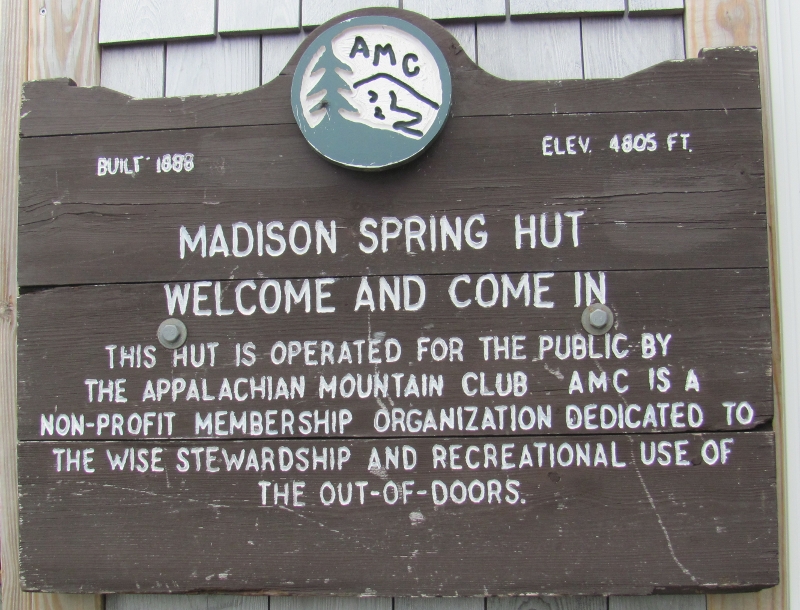 AMC
BUILT 1888
ELEV. 4805 FT.
MADISON SPRING HUT
WELCOME AND COME IN
THIS HUT IS OPERATED FOR THE PUBLIC BY
THE APPALACHIAN MOUNTAIN CLUB AMC IS A
NON-PROFIT MEMBERSHIP ORGANIZATION DEDICATED TO
THE WISE STEWARDSHIP AND RECREATIONAL USE OF
THE OUT-OF-DOORS.